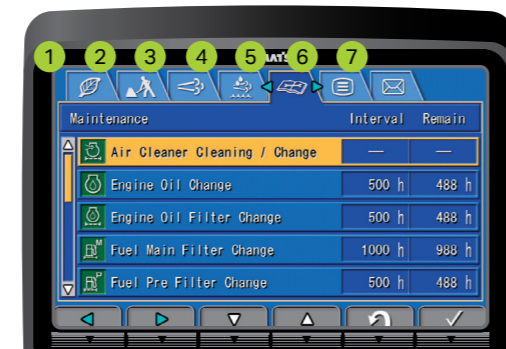 1 2 3 4 5 6 7
Maintenance Interval Remain
Air Cleaner Cleaning / Change — —
Engine Oil Change 500 h 488 h
Engine Oil Filter Change 500 h 488 h
M
Fuel Main Filter Change 1000 h 988 h
P
Fuel Pre Filter Change 500 h 488 h